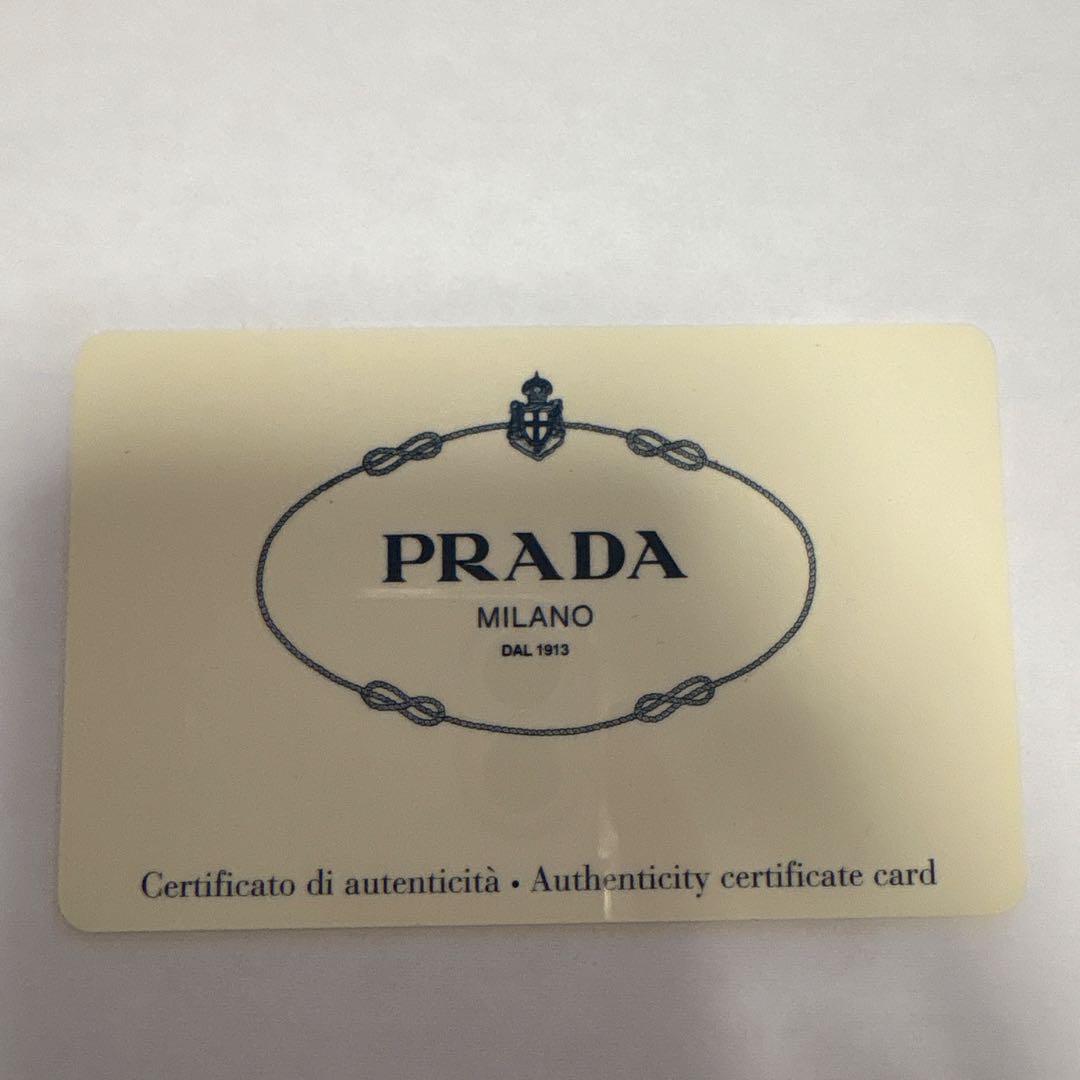 PRADA
MILANO
DAL 1913
Certificato di autenticità • Authenticity certificate card